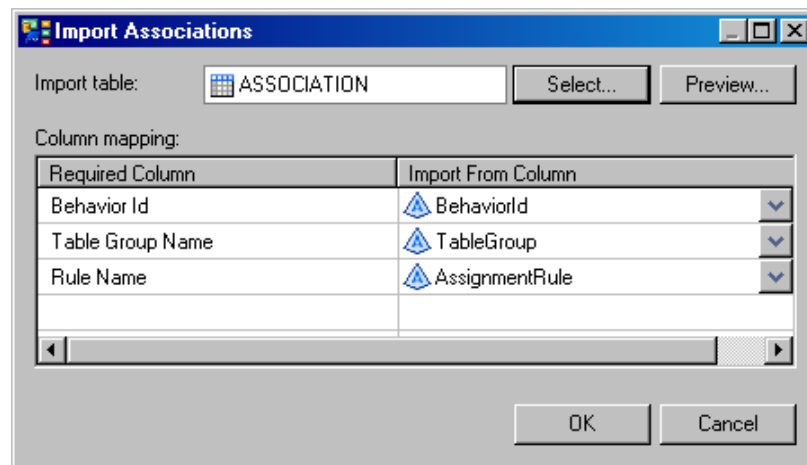 Import Associations
Import table: ASSOCIATION Select... Preview...
Column mapping:
Required Column Import From Column
Behavior Id BehaviorId
Table Group Name TableGroup
Rule Name AssignmentRule
OK Cancel